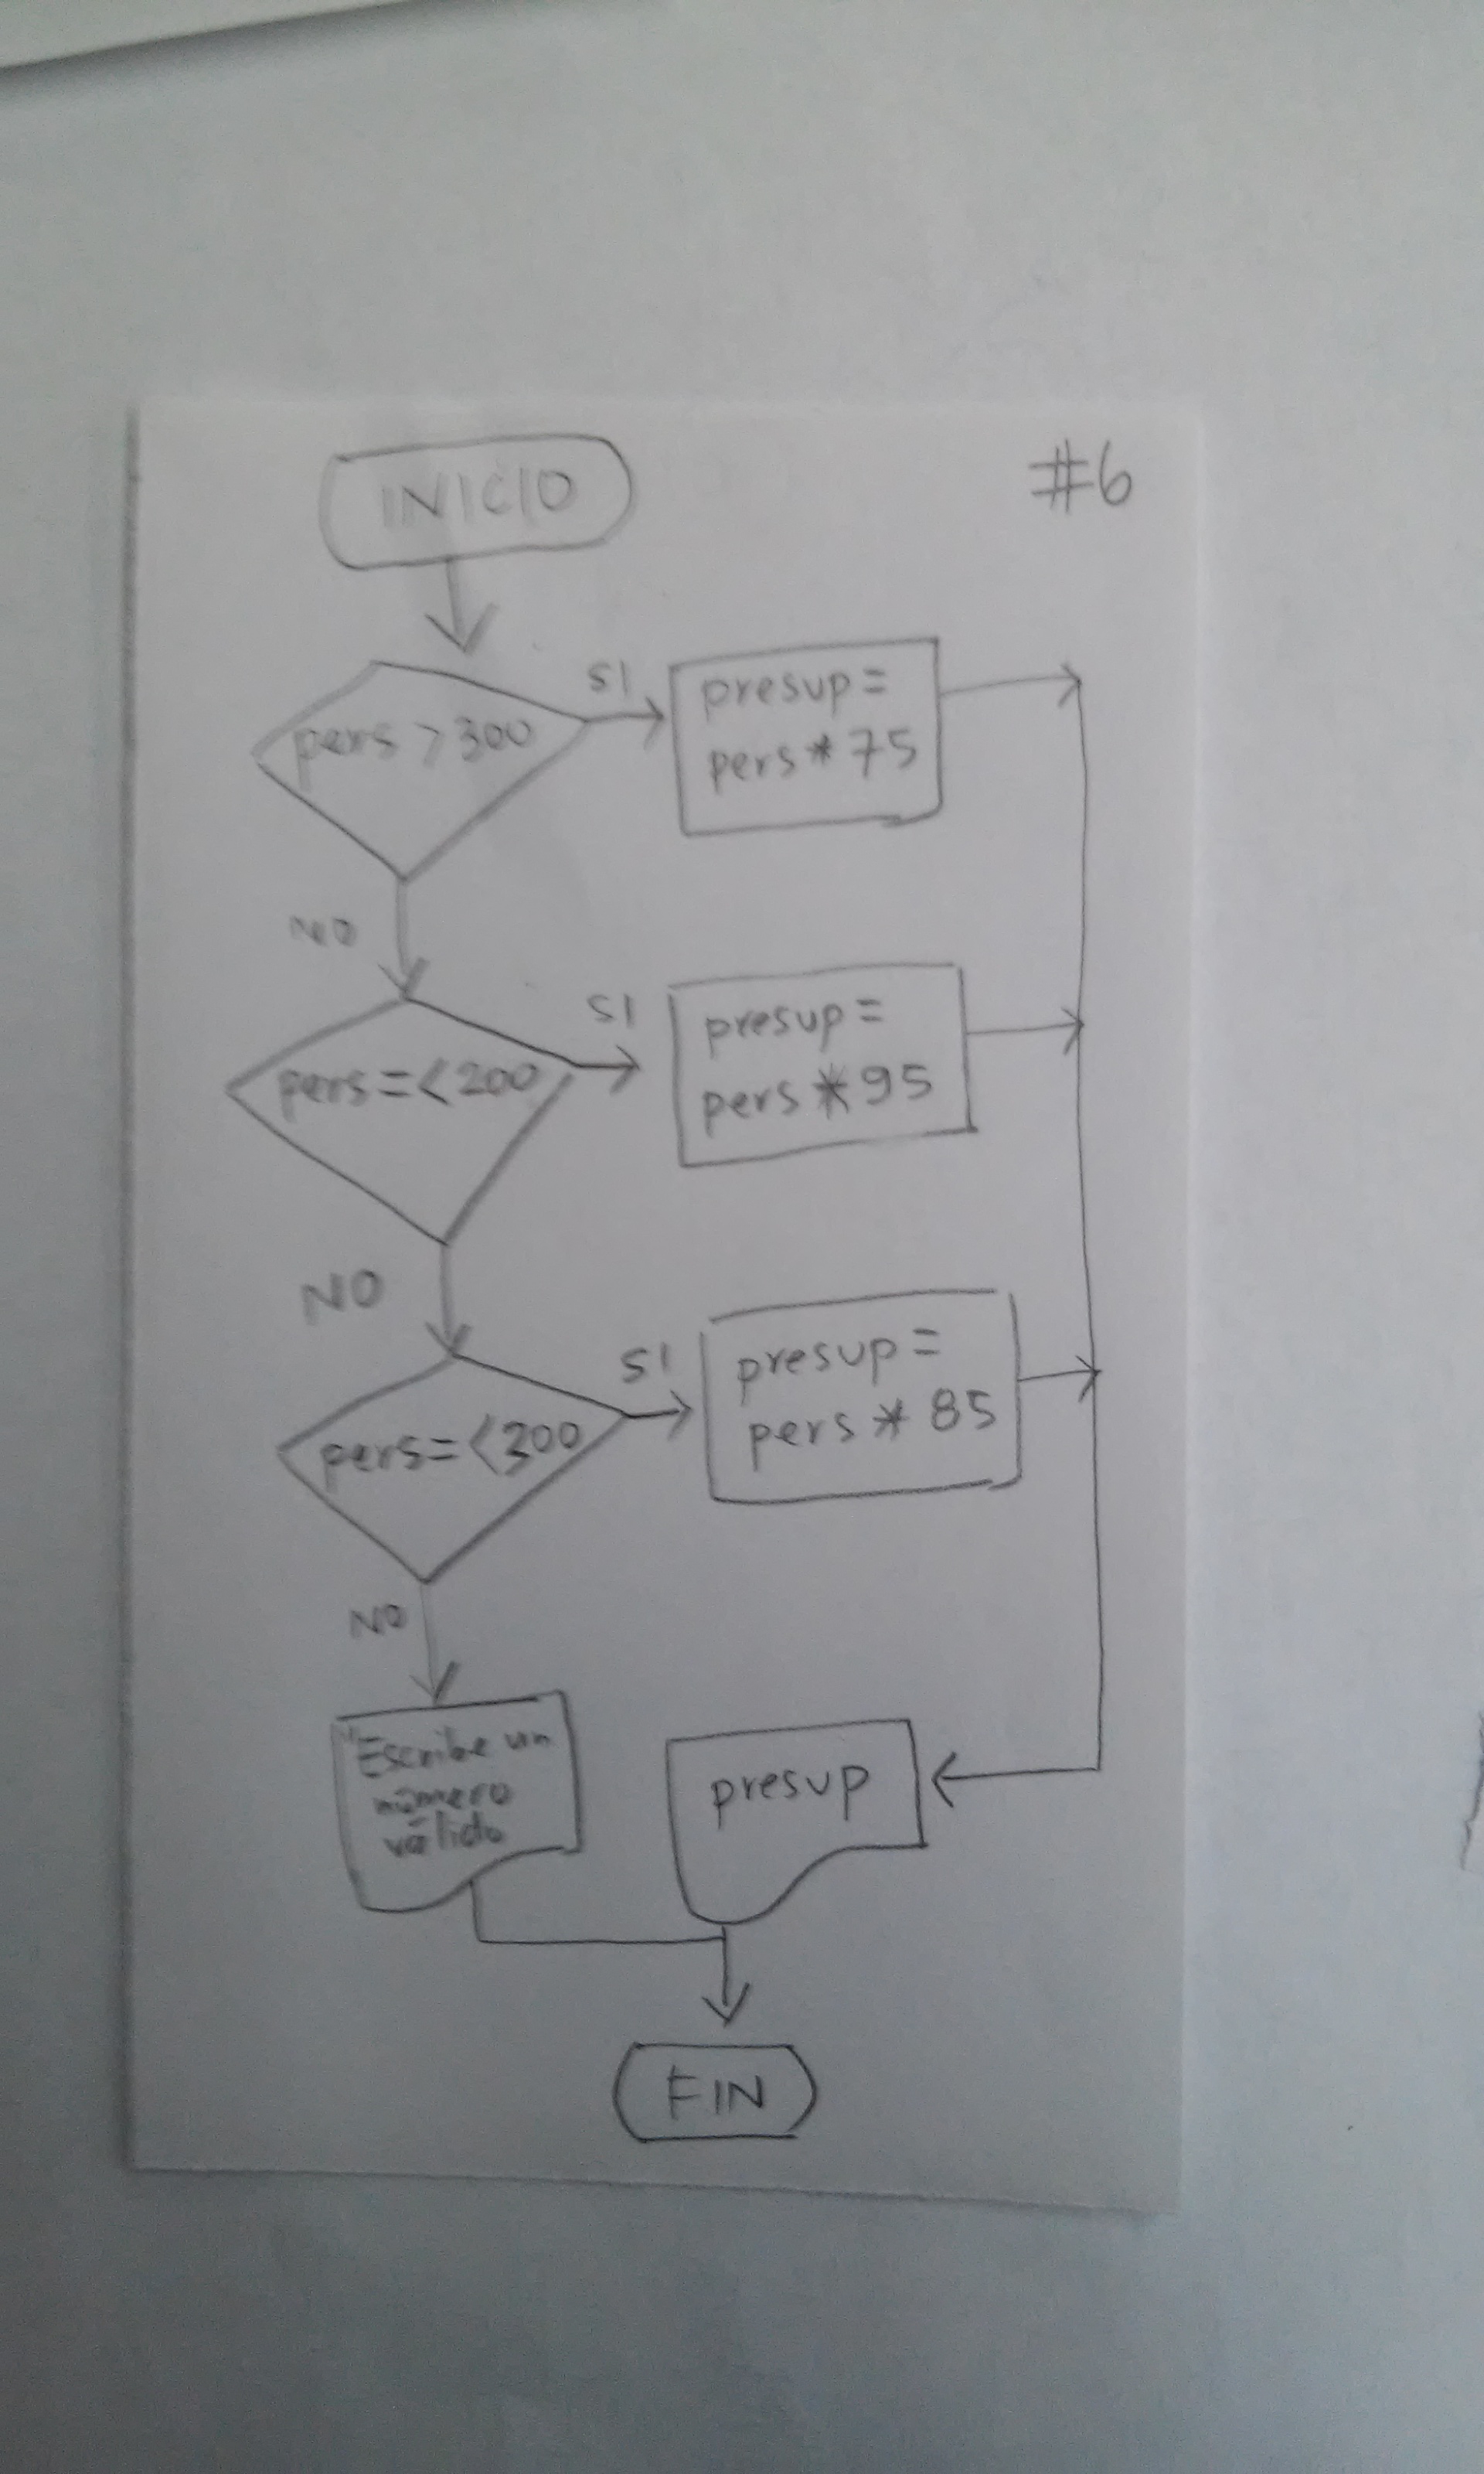 INICIO
#6
pers > 300
SI
presup =
pers * 75
NO
pers = < 200
SI
presup =
pers * 95
NO
pers = < 300
SI
presup =
pers * 85
NO
"Escribe un
número
válido
presup
FIN